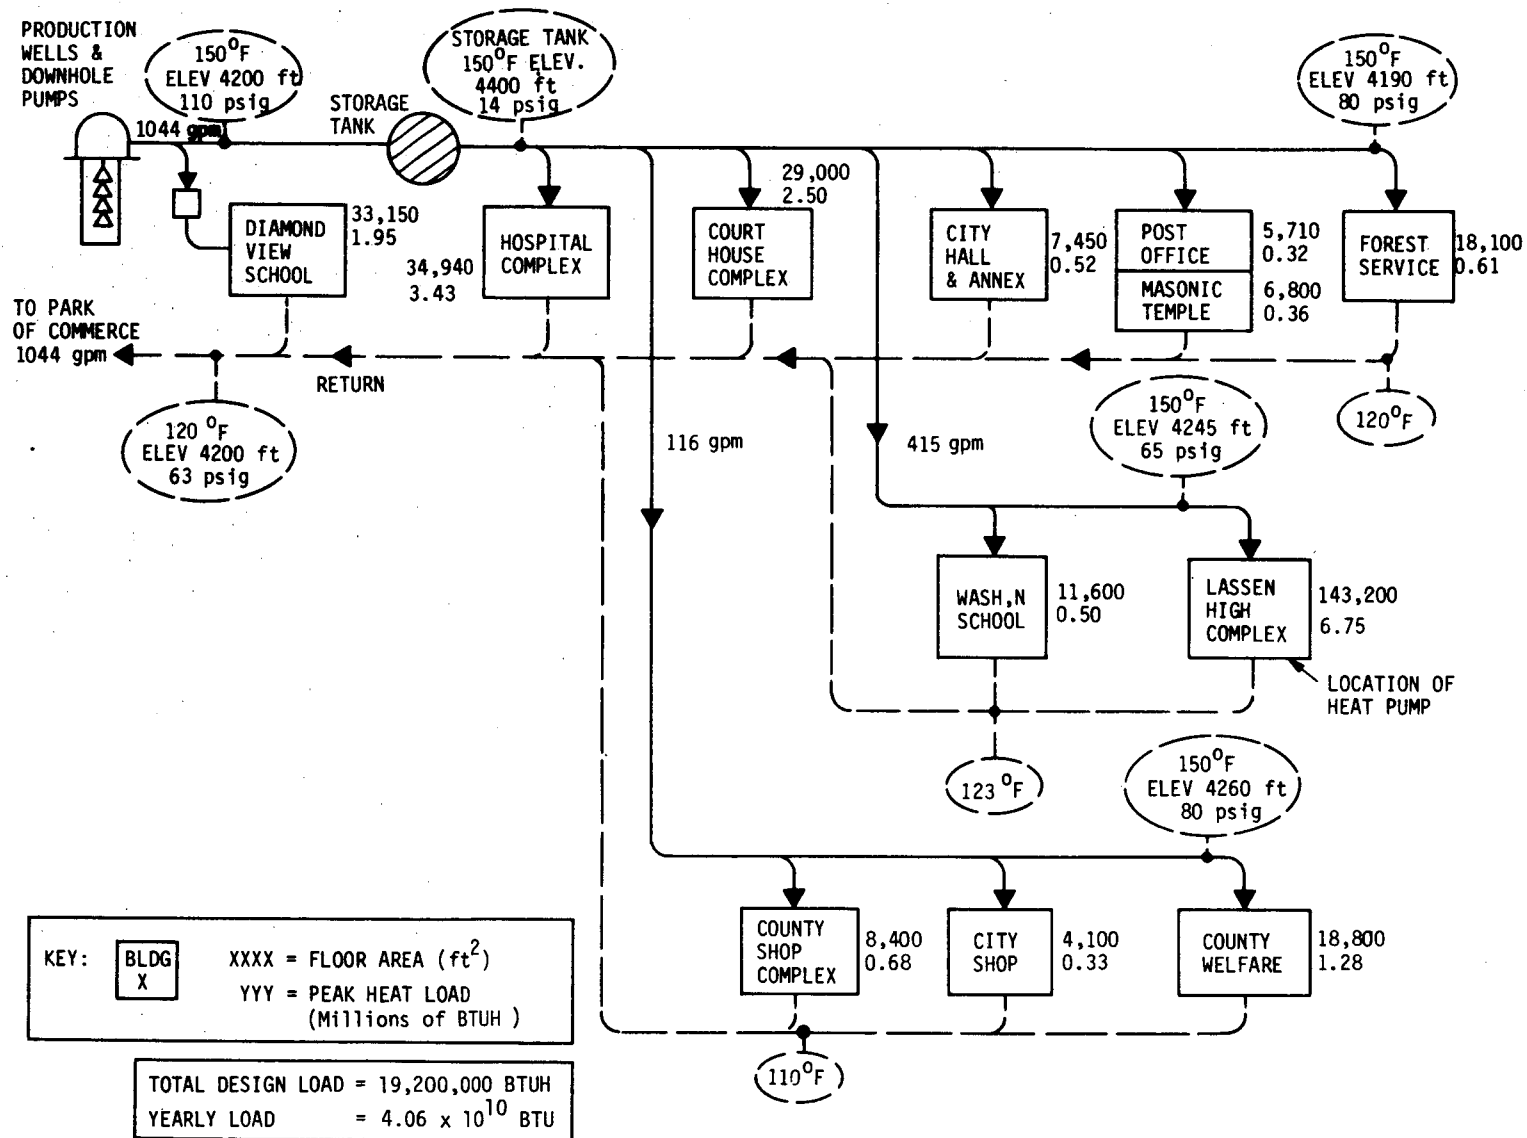 PRODUCTION
WELLS &
DOWNHOLE
PUMPS
150°F
ELEV 4200 ft
110 psig
1044 gpm
STORAGE
TANK
STORAGE TANK
150°F ELEV.
4400 ft
14 psig
150°F
ELEV 4190 ft
80 psig
DIAMOND
VIEW
SCHOOL
33,150
1.95
HOSPITAL
COMPLEX
34,940
3.43
COURT
HOUSE
COMPLEX
29,000
2.50
CITY
HALL
& ANNEX
7,450
0.52
POST
OFFICE
5,710
0.32
MASONIC
TEMPLE
6,800
0.36
FOREST
SERVICE
18,100
0.61
TO PARK
OF COMMERCE
1044 gpm
RETURN
120 °F
ELEV 4200 ft
63 psig
120°F
116 gpm
415 gpm
150°F
ELEV 4245 ft
65 psig
WASH,N
SCHOOL
11,600
0.50
LASSEN
HIGH
COMPLEX
143,200
6.75
LOCATION OF
HEAT PUMP
123 °F
150°F
ELEV 4260 ft
80 psig
COUNTY
SHOP
COMPLEX
8,400
0.68
CITY
SHOP
4,100
0.33
COUNTY
WELFARE
18,800
1.28
110°F
KEY:
BLDG
X
XXXX = FLOOR AREA (ft²)
YYY = PEAK HEAT LOAD
(Millions of BTUH )
TOTAL DESIGN LOAD = 19,200,000 BTUH
YEARLY LOAD = 4.06 x 10¹⁰ BTU